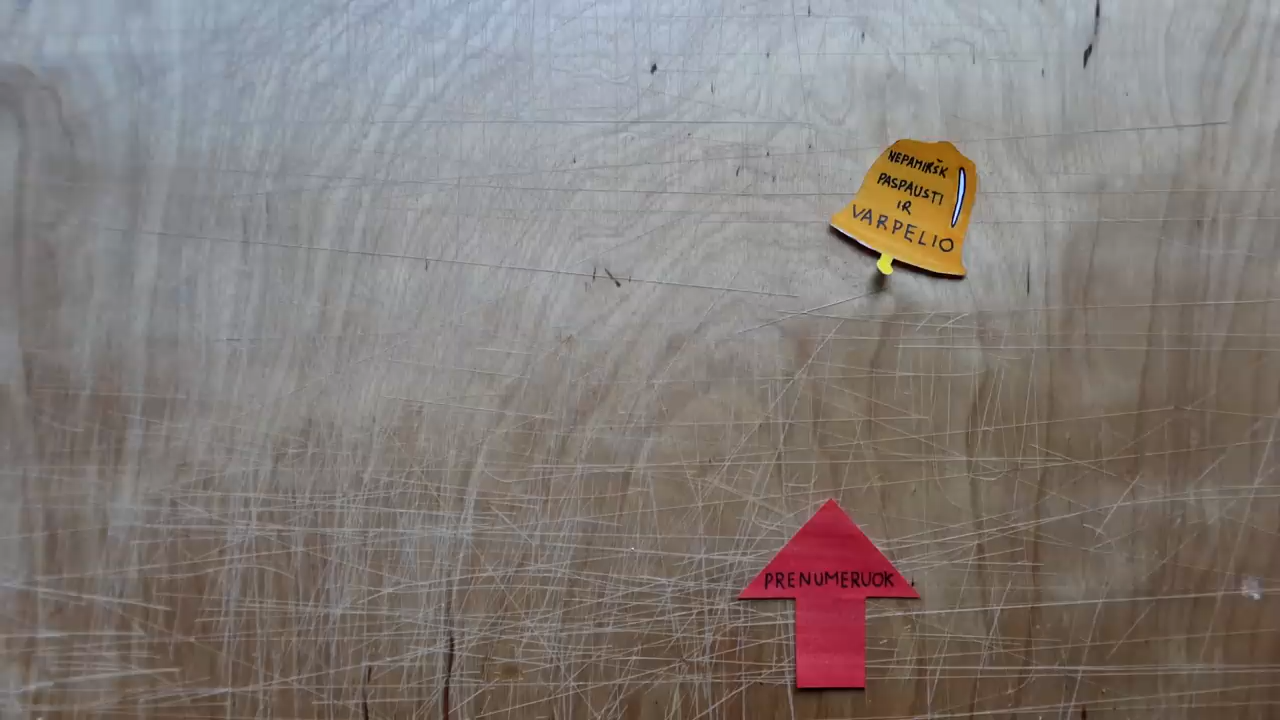 NEPAMIRŠK
PASPAUSTI
IR
VARPELIO
PRENUMERUOK